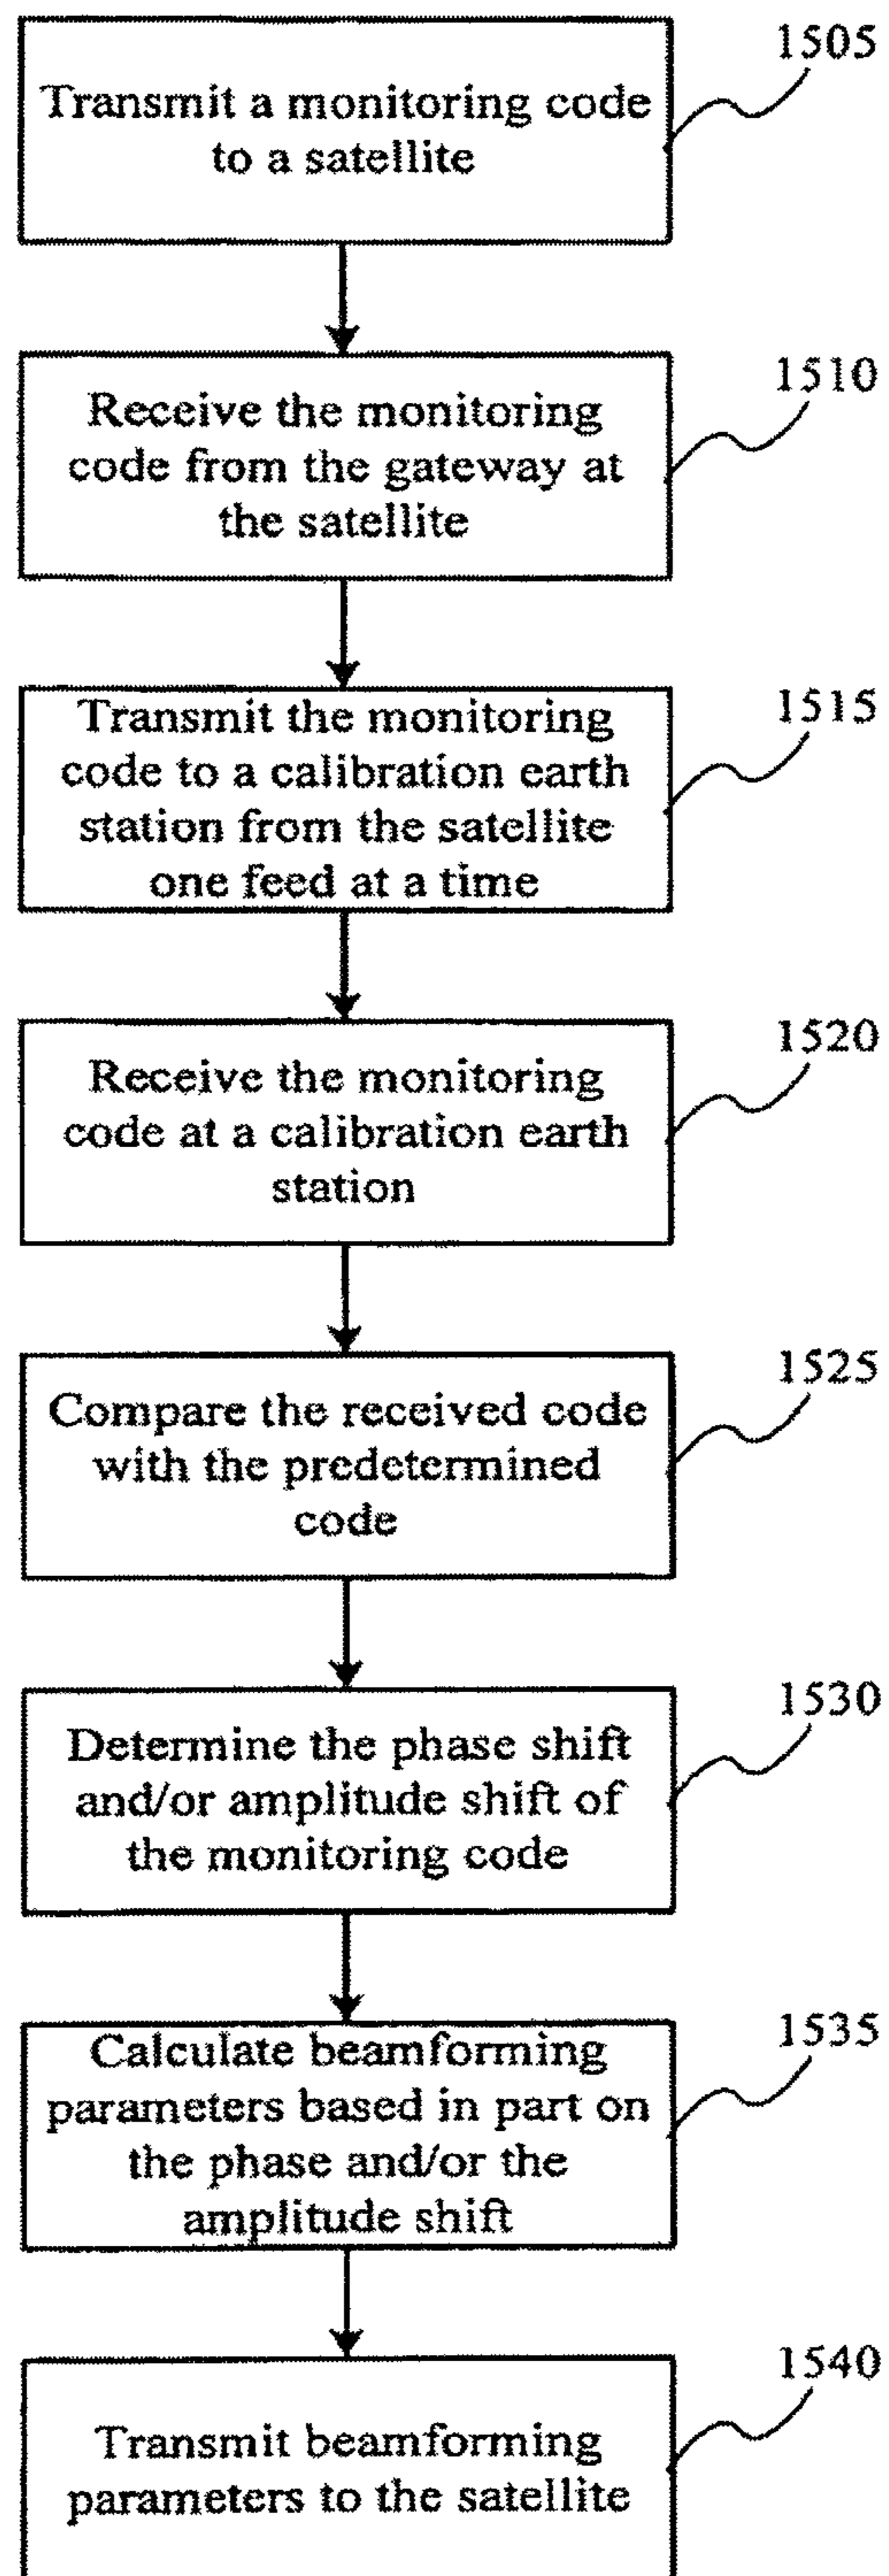 1505
Transmit a monitoring code
to a satellite
1510
Receive the monitoring
code from the gateway at
the satellite
1515
Transmit the monitoring
code to a calibration earth
station from the satellite
one feed at a time
1520
Receive the monitoring
code at a calibration earth
station
1525
Compare the received code
with the predetermined
code
1530
Determine the phase shift
and/or amplitude shift of
the monitoring code
1535
Calculate beamforming
parameters based in part on
the phase and/or the
amplitude shift
1540
Transmit beamforming
parameters to the satellite